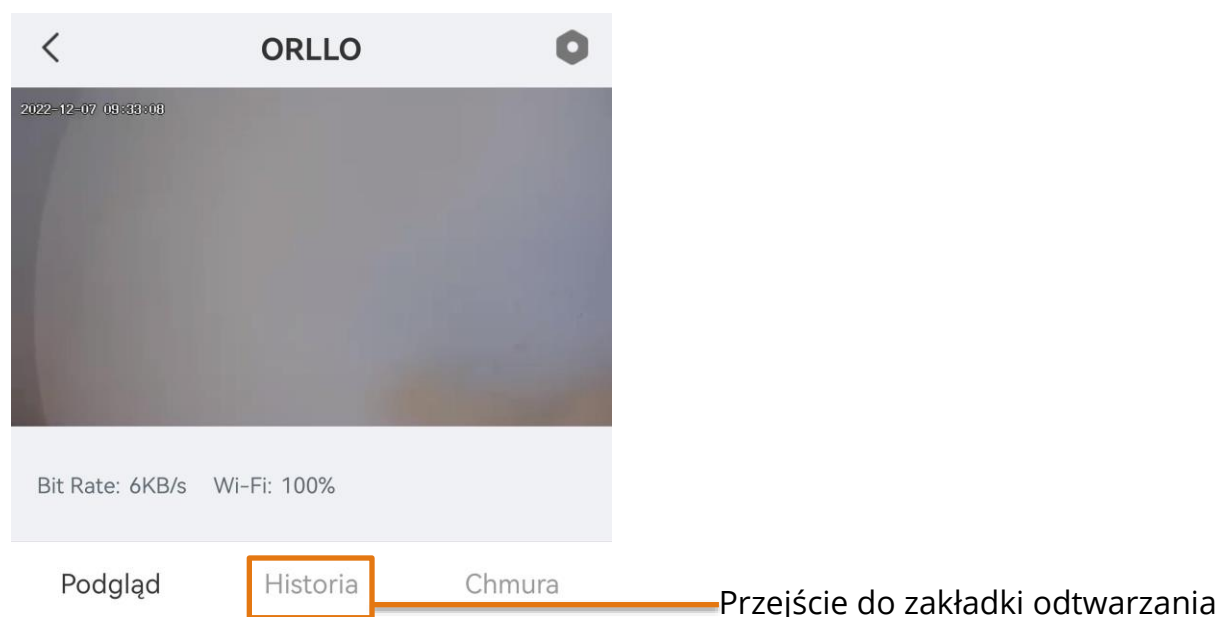 ORLLO
2022-12-07 09:33:08
Bit Rate: 6KB/s Wi-Fi: 100%
Podgląd Historia Chmura
Przejście do zakładki odtwarzania